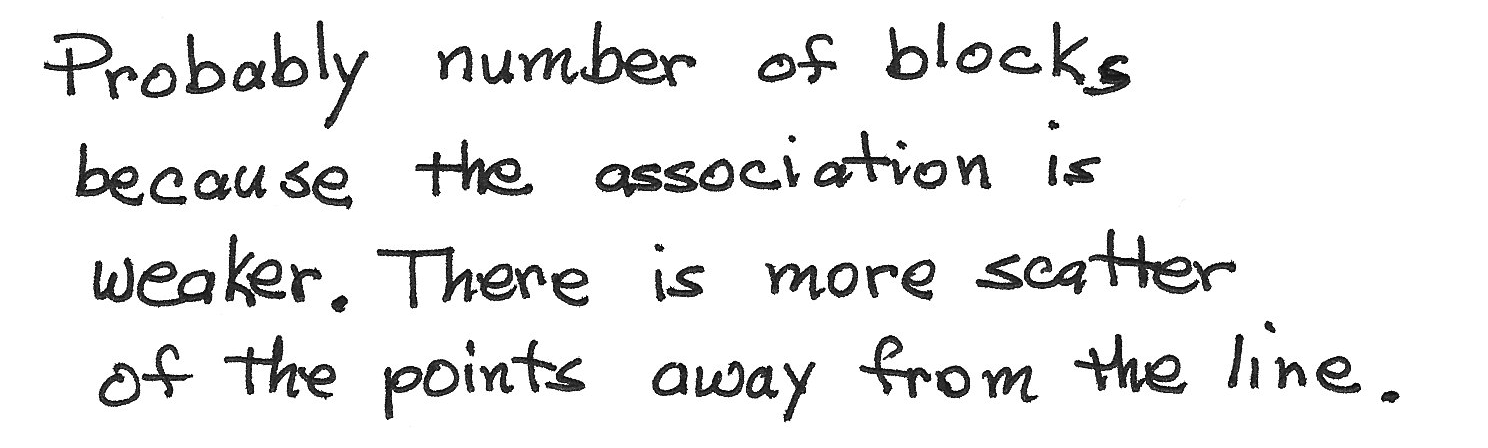 Probably number of blocks
because the association is
weaker. There is more scatter
of the points away from the line.